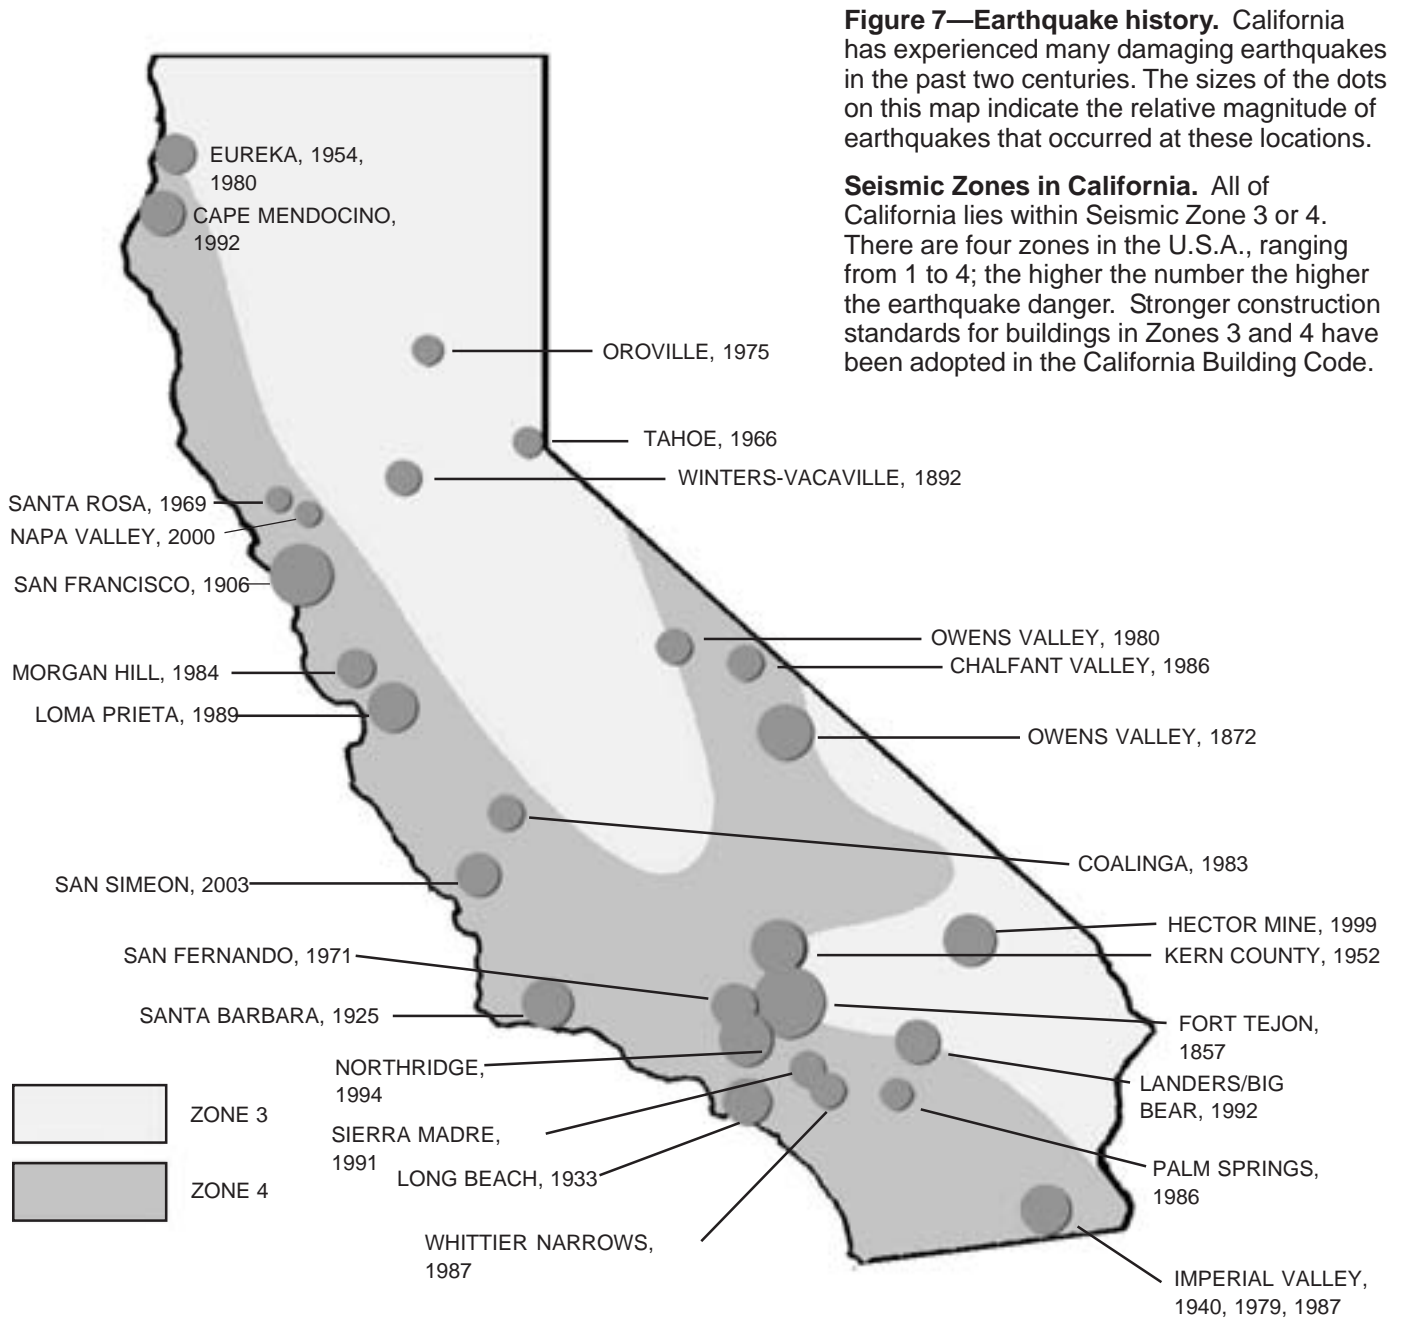 Figure 7—Earthquake history. California
has experienced many damaging earthquakes
in the past two centuries. The sizes of the dots
on this map indicate the relative magnitude of
earthquakes that occurred at these locations.
Seismic Zones in California. All of
California lies within Seismic Zone 3 or 4.
There are four zones in the U.S.A., ranging
from 1 to 4; the higher the number the higher
the earthquake danger. Stronger construction
standards for buildings in Zones 3 and 4 have
been adopted in the California Building Code.
EUREKA, 1954,
1980
CAPE MENDOCINO,
1992
OROVILLE, 1975
TAHOE, 1966
WINTERS-VACAVILLE, 1892
SANTA ROSA, 1969
NAPA VALLEY, 2000
SAN FRANCISCO, 1906
OWENS VALLEY, 1980
CHALFANT VALLEY, 1986
MORGAN HILL, 1984
LOMA PRIETA, 1989
OWENS VALLEY, 1872
COALINGA, 1983
SAN SIMEON, 2003
HECTOR MINE, 1999
KERN COUNTY, 1952
SAN FERNANDO, 1971
SANTA BARBARA, 1925
FORT TEJON,
1857
NORTHRIDGE,
1994
LANDERS/BIG
BEAR, 1992
ZONE 3
SIERRA MADRE,
1991
LONG BEACH, 1933
PALM SPRINGS,
1986
ZONE 4
WHITTIER NARROWS,
1987
IMPERIAL VALLEY,
1940, 1979, 1987